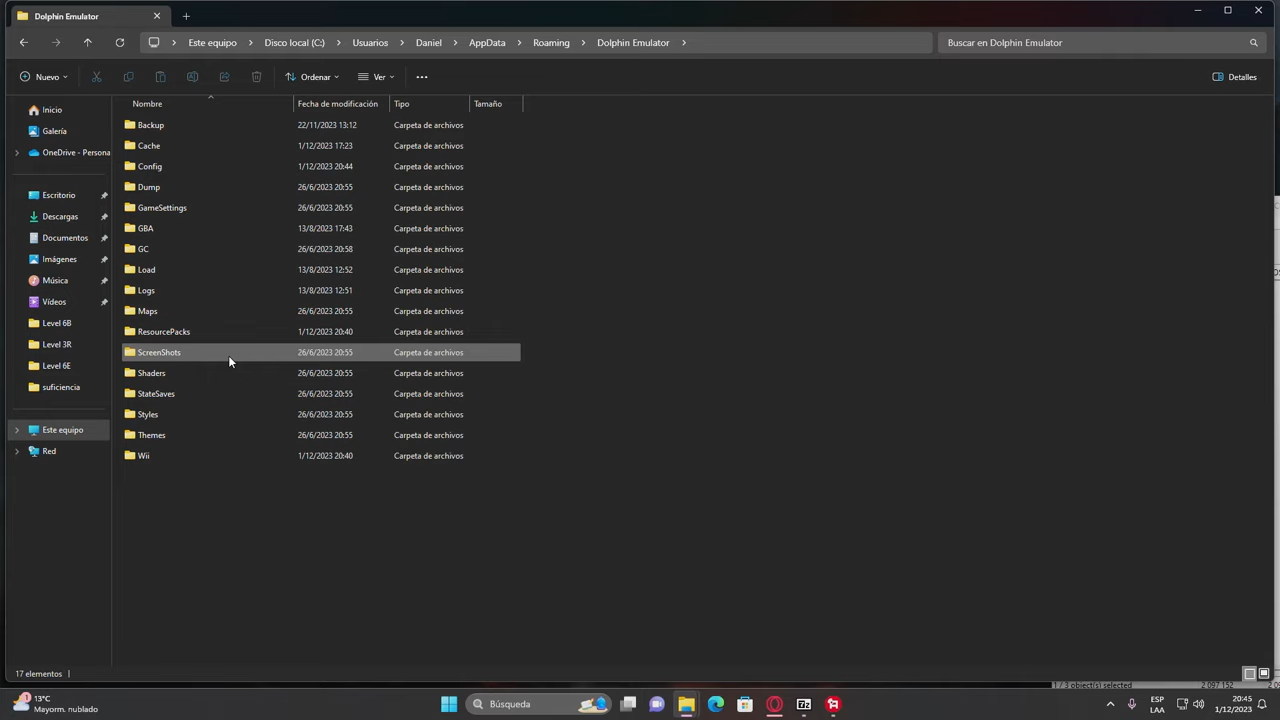 Dolphin Emulator
Este equipo Disco local (C:) Usuarios Daniel AppData Roaming Dolphin Emulator
Buscar en Dolphin Emulator
Nuevo
Ordenar
Ver
Detalles
Inicio
Galería
OneDrive - Persona
Escritorio
Descargas
Documentos
Imágenes
Música
Vídeos
Level 6B
Level 3R
Level 6E
suficiencia
Este equipo
Red
Nombre Fecha de modificación Tipo Tamaño
Backup 22/11/2023 13:12 Carpeta de archivos
Cache 1/12/2023 17:23 Carpeta de archivos
Config 1/12/2023 20:44 Carpeta de archivos
Dump 26/6/2023 20:55 Carpeta de archivos
GameSettings 26/6/2023 20:55 Carpeta de archivos
GBA 13/8/2023 17:43 Carpeta de archivos
GC 26/6/2023 20:58 Carpeta de archivos
Load 13/8/2023 12:52 Carpeta de archivos
Logs 13/8/2023 12:51 Carpeta de archivos
Maps 26/6/2023 20:55 Carpeta de archivos
ResourcePacks 1/12/2023 20:40 Carpeta de archivos
ScreenShots 26/6/2023 20:55 Carpeta de archivos
Shaders 26/6/2023 20:55 Carpeta de archivos
StateSaves 26/6/2023 20:55 Carpeta de archivos
Styles 26/6/2023 20:55 Carpeta de archivos
Themes 26/6/2023 20:55 Carpeta de archivos
Wii 1/12/2023 20:40 Carpeta de archivos
17 elementos
1 / 3 object(s) selected 2 097 152
13°C
Mayorm. nublado
Búsqueda
7z
ESP
LAA
20:45
1/12/2023